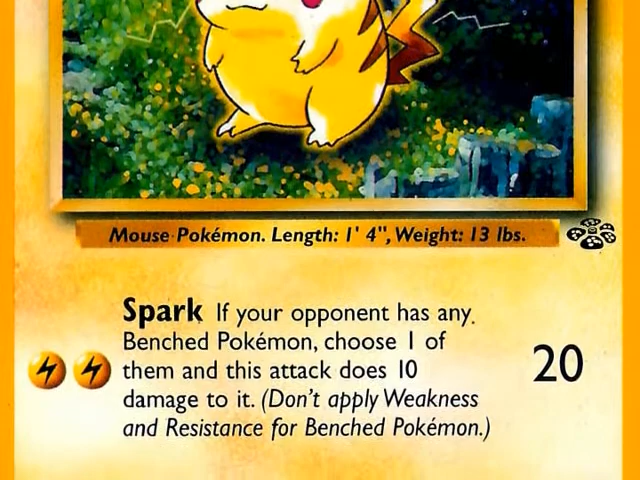 Mouse Pokémon. Length: 1' 4", Weight: 13 lbs.
Spark If your opponent has any
Benched Pokémon, choose 1 of
them and this attack does 10
damage to it. (Don't apply Weakness
and Resistance for Benched Pokémon.)
20